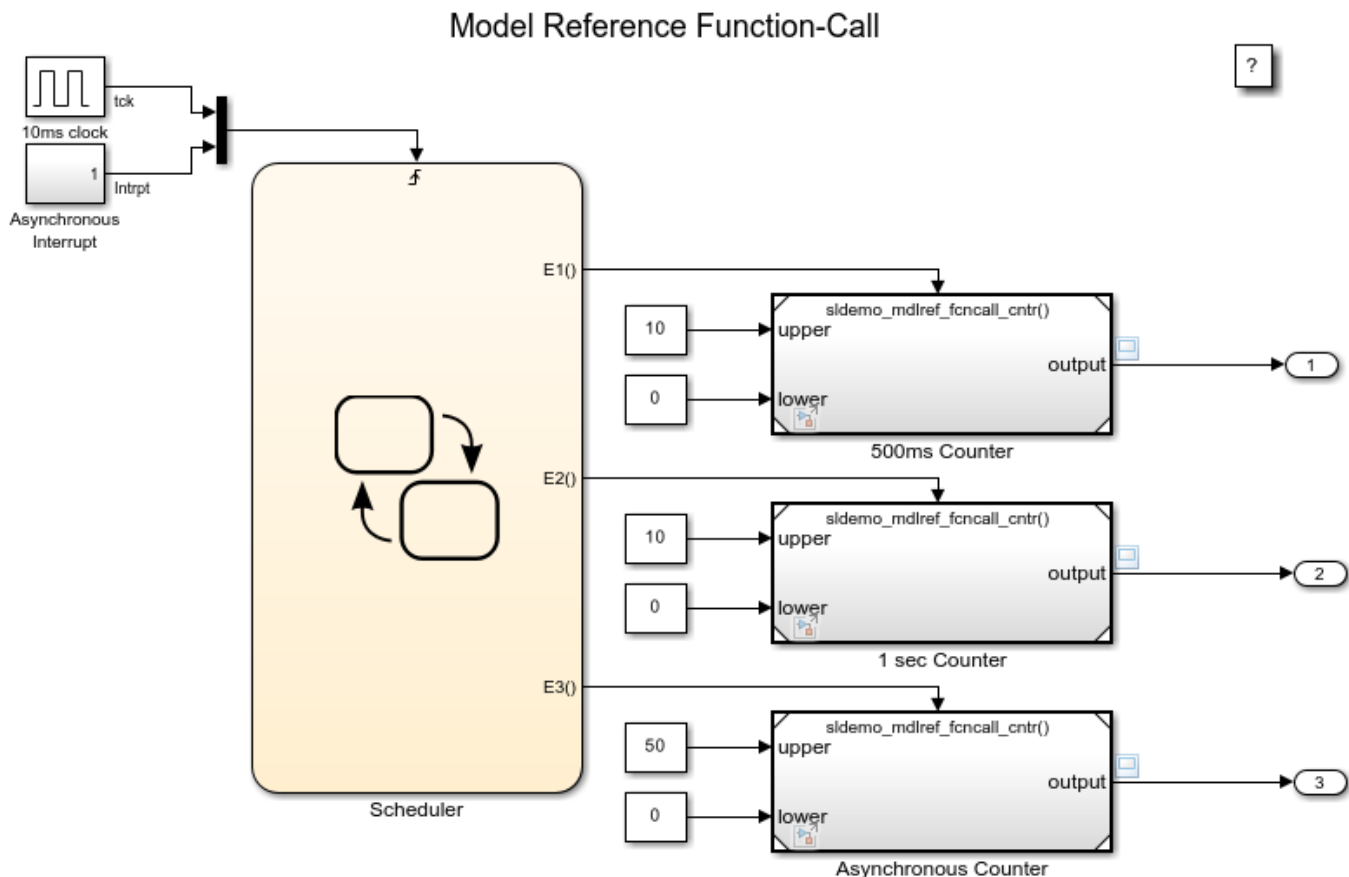 Model Reference Function-Call
?
tck
10ms clock
1
Intrpt
Asynchronous
Interrupt
E1()
sldemo_mdlref_fcncall_cntr()
10
upper
output
1
0
lower
500ms Counter
E2()
sldemo_mdlref_fcncall_cntr()
10
upper
output
2
0
lower
1 sec Counter
E3()
sldemo_mdlref_fcncall_cntr()
50
upper
output
3
0
lower
Scheduler
Asynchronous Counter